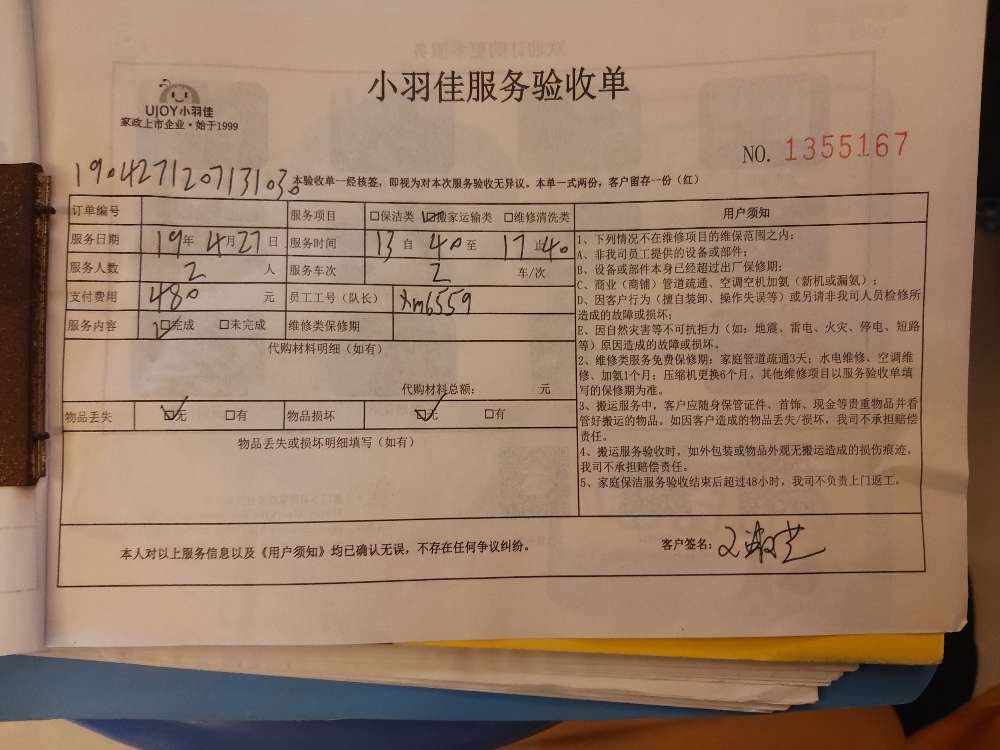 小羽佳服务验收单
UJOY小羽佳
家政上市企业·始于1999
NO. 1355167
1904271207131030
本验收单一经核签，即视为对本次服务验收无异议。本单一式两份，客户留存一份（红）
订单编号 服务项目 □保洁类 □搬家运输类 □维修清洗类
服务日期 19年4月27日 服务时间 13自40至17止40
服务人数 2人 服务车次 2车/次
支付费用 480元 员工工号（队长） xm6559
服务内容 □完成 □未完成 维修类保修期
代购材料明细（如有）
代购材料总额： 元
物品丢失 □无 □有 物品损坏 □无 □有
物品丢失或损坏明细填写（如有）
用户须知
1、下列情况不在维修项目的维保范围之内：
A、非我司员工提供的设备或部件；
B、设备或部件本身已经超过出厂保修期；
C、商业（商铺）管道疏通、空调空机加氨（新机或漏氨）；
D、因客户行为（擅自装卸、操作失误等）或另请非我司人员检修所
造成的故障或损坏；
E、因自然灾害等不可抗拒力（如：地震、雷电、火灾、停电、短路
等）原因造成的故障或损坏。
2、维修类服务免费保修期：家庭管道疏通3天；水电维修、空调维
修、加氨1个月；压缩机更换6个月。其他维修项目以服务验收单填
写的保修期为准。
3、搬运服务中，客户应随身保管证件、首饰、现金等贵重物品并看
管好搬运的物品。如因客户造成的物品丢失/损坏，我司不承担赔偿
责任。
4、搬运服务验收时，如外包装或物品外观无搬运造成的损伤痕迹，
我司不承担赔偿责任。
5、家庭保洁服务验收结束后超过48小时，我司不负责上门返工。
本人对以上服务信息以及《用户须知》均已确认无误，不存在任何争议纠纷。
客户签名：